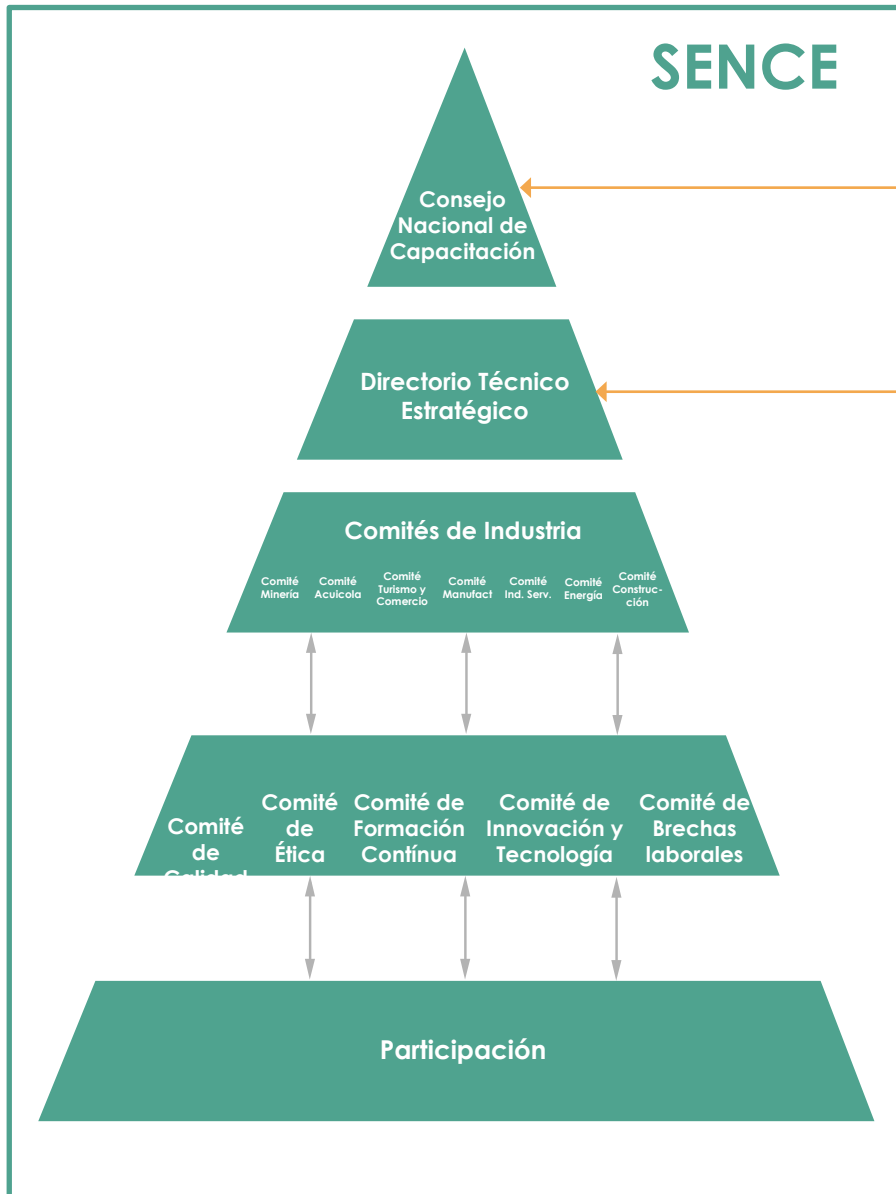 SENCE
Consejo
Nacional de
Capacitación
Directorio Técnico
Estratégico
Comités de Industria
Comité
Minería
Comité
Acuicola
Comité
Turismo y
Comercio
Comité
Manufact
Comité
Ind. Serv.
Comité
Energía
Comité
Construc-
ción
Comité
de
Calidad
Comité
de
Ética
Comité de
Formación
Contínua
Comité de
Innovación y
Tecnología
Comité de
Brechas
laborales
Participación